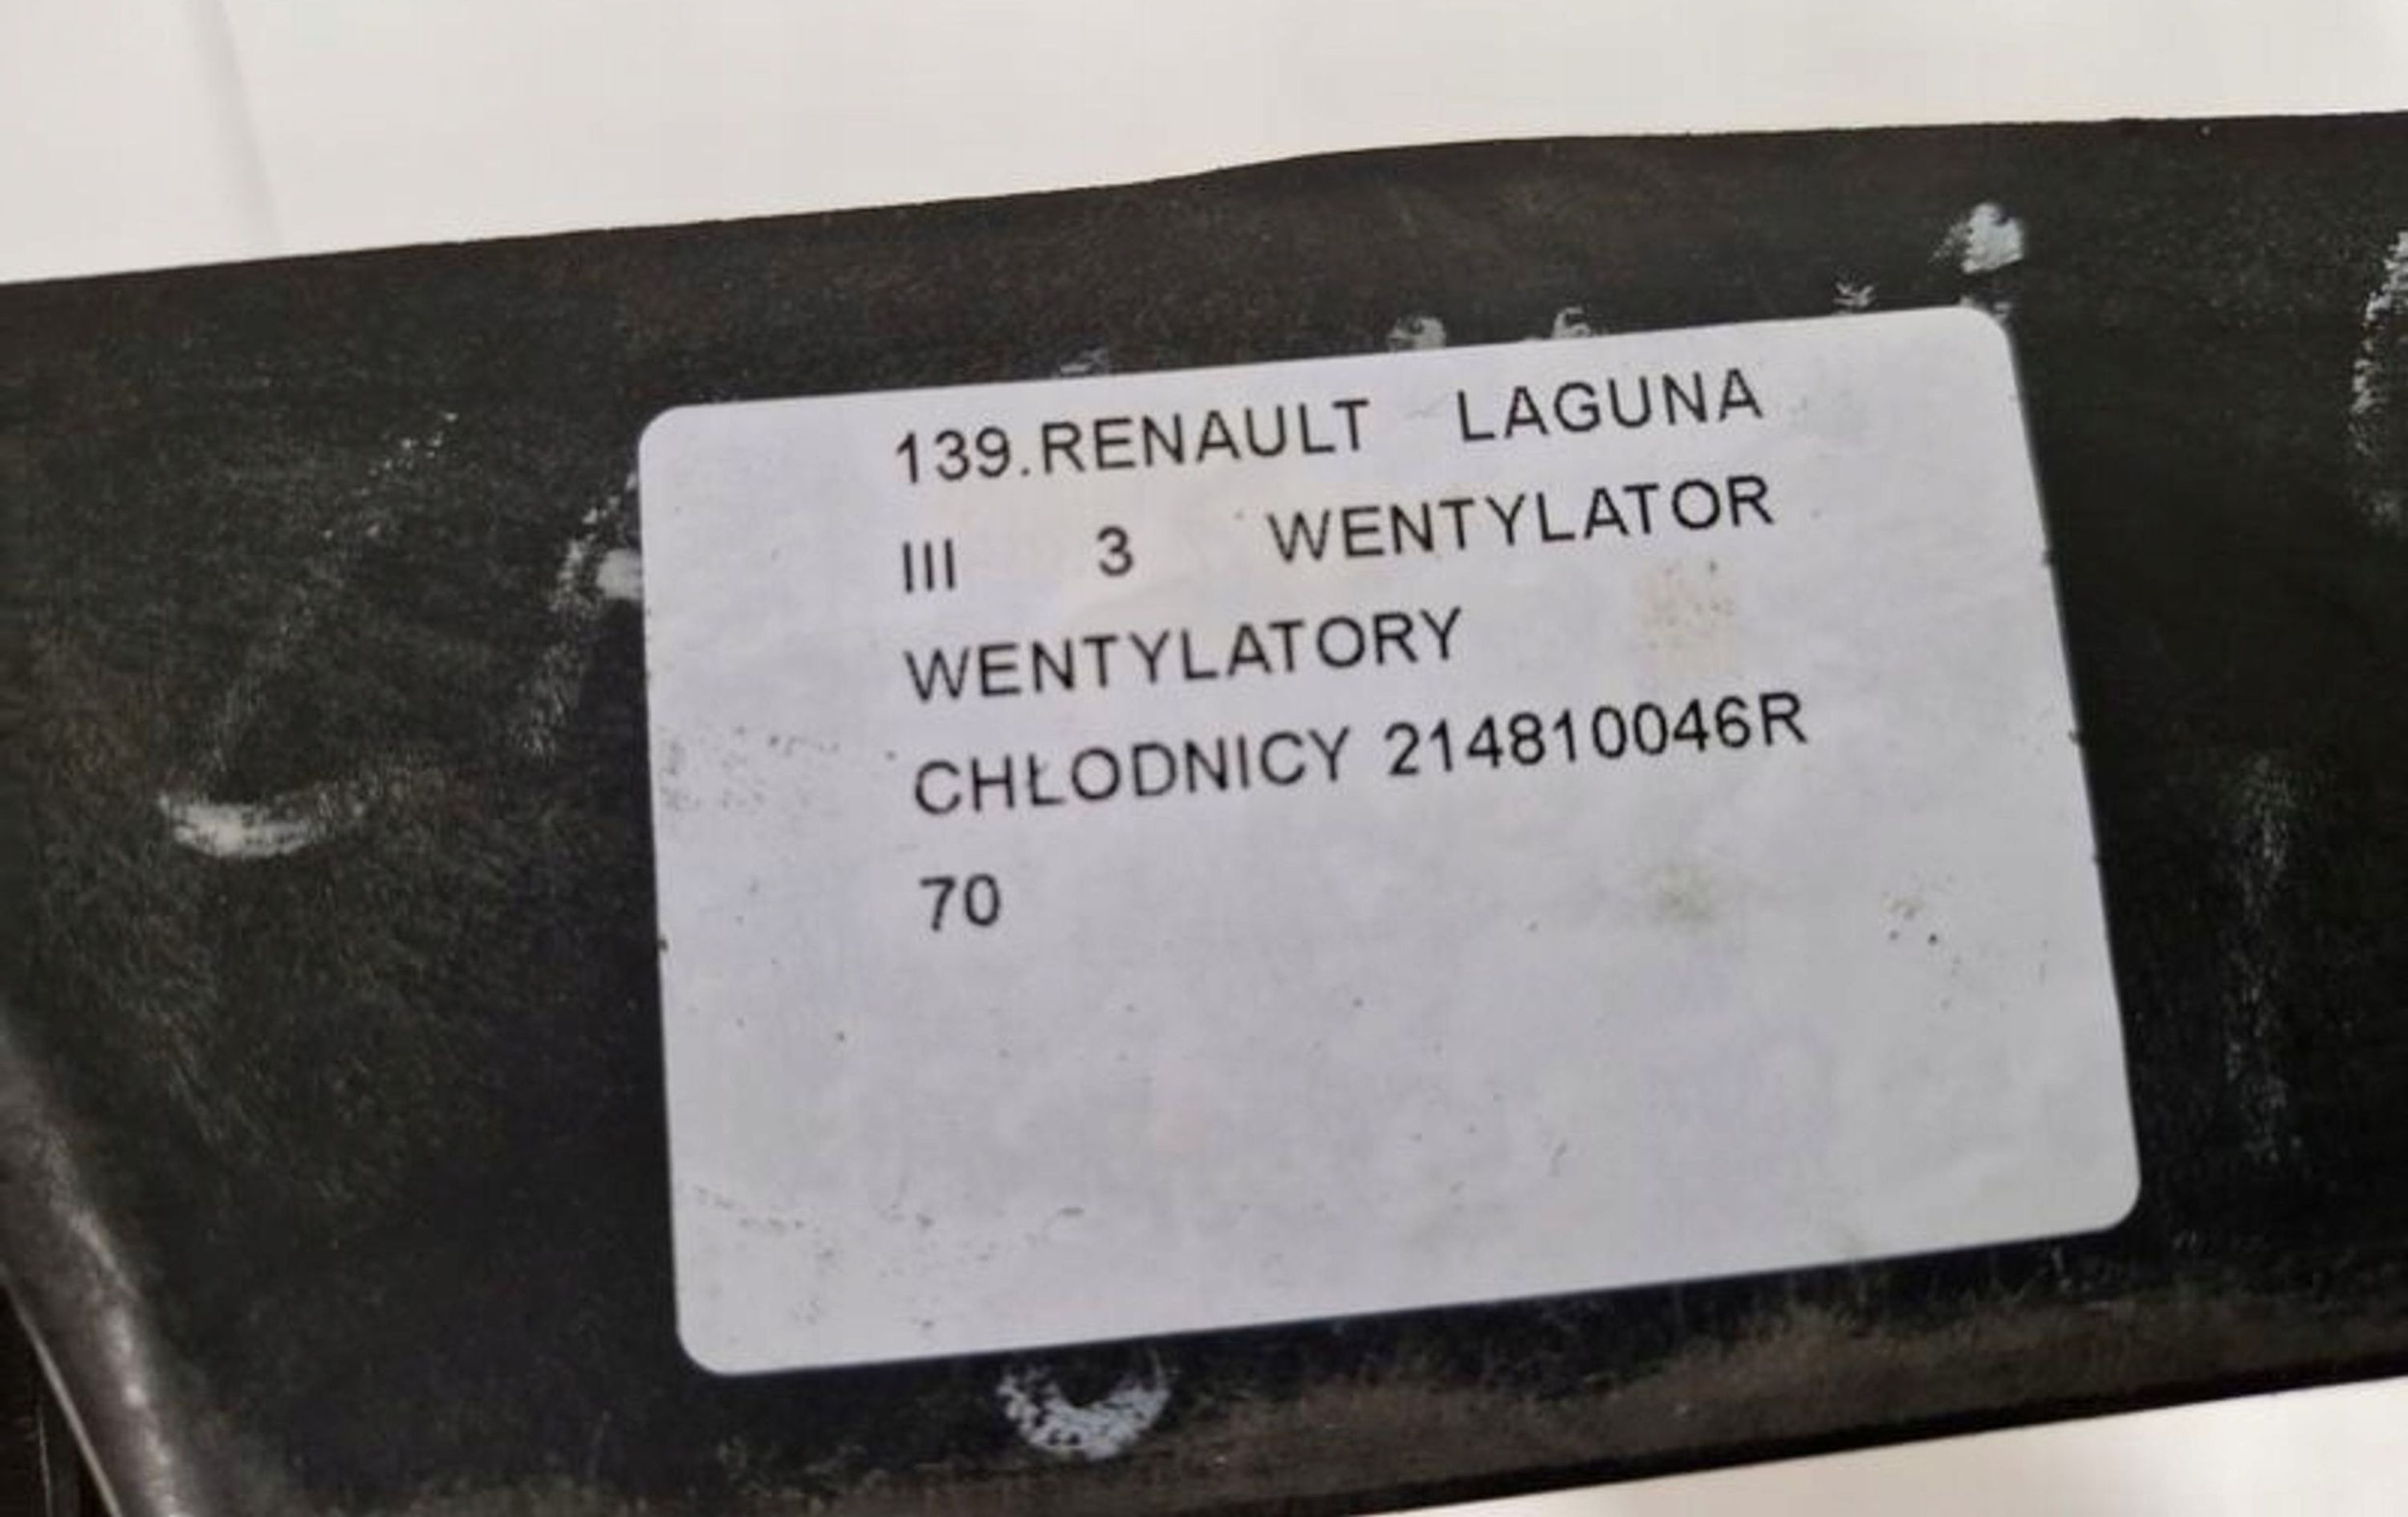 139.RENAULT LAGUNA
III 3 WENTYLATOR
WENTYLATORY
CHŁODNICY 214810046R
70